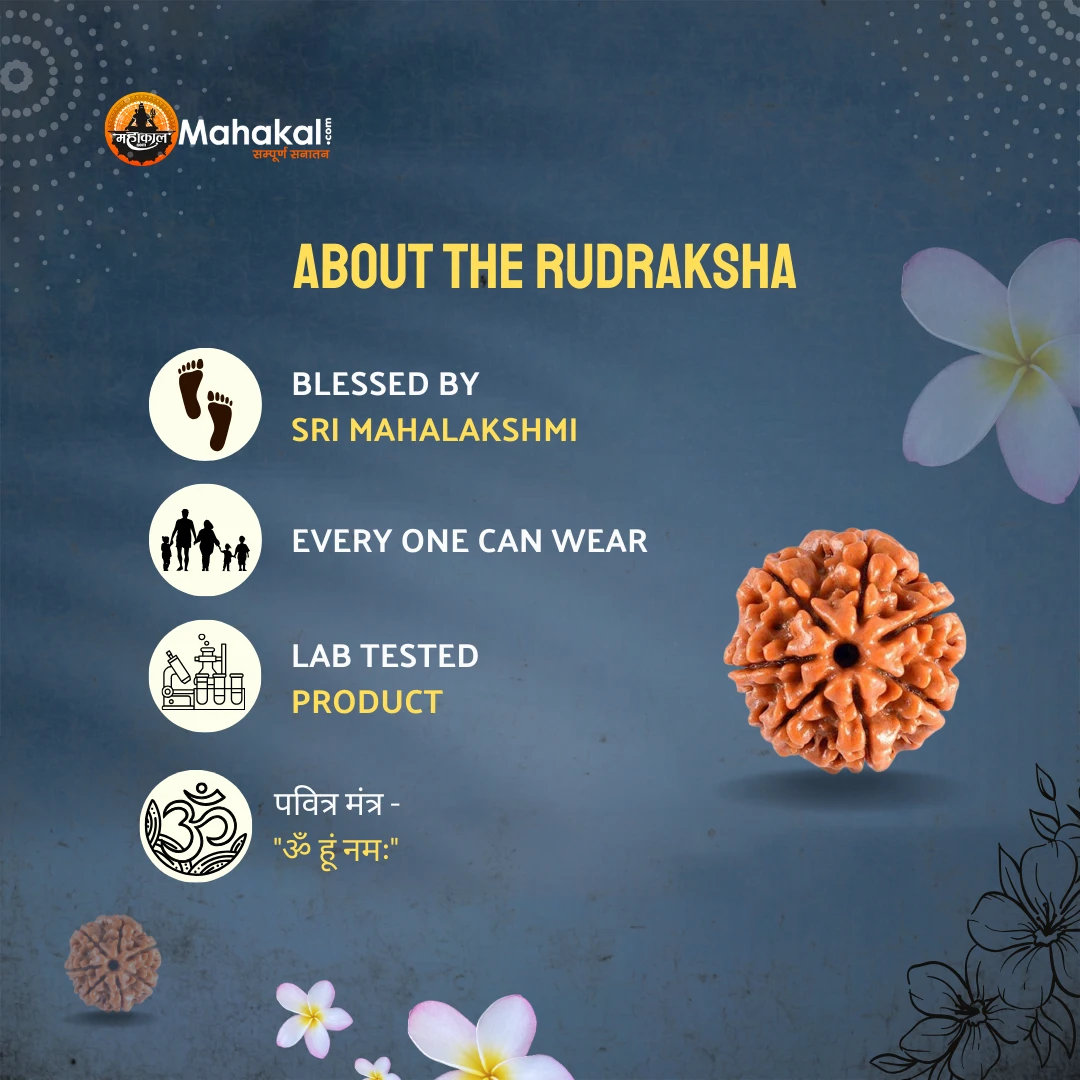 महाकाल
Mahakal.com
सम्पूर्ण सनातन
ABOUT THE RUDRAKSHA
BLESSED BY
SRI MAHALAKSHMI
EVERY ONE CAN WEAR
LAB TESTED
PRODUCT
पवित्र मंत्र -
"ॐ हूं नमः"